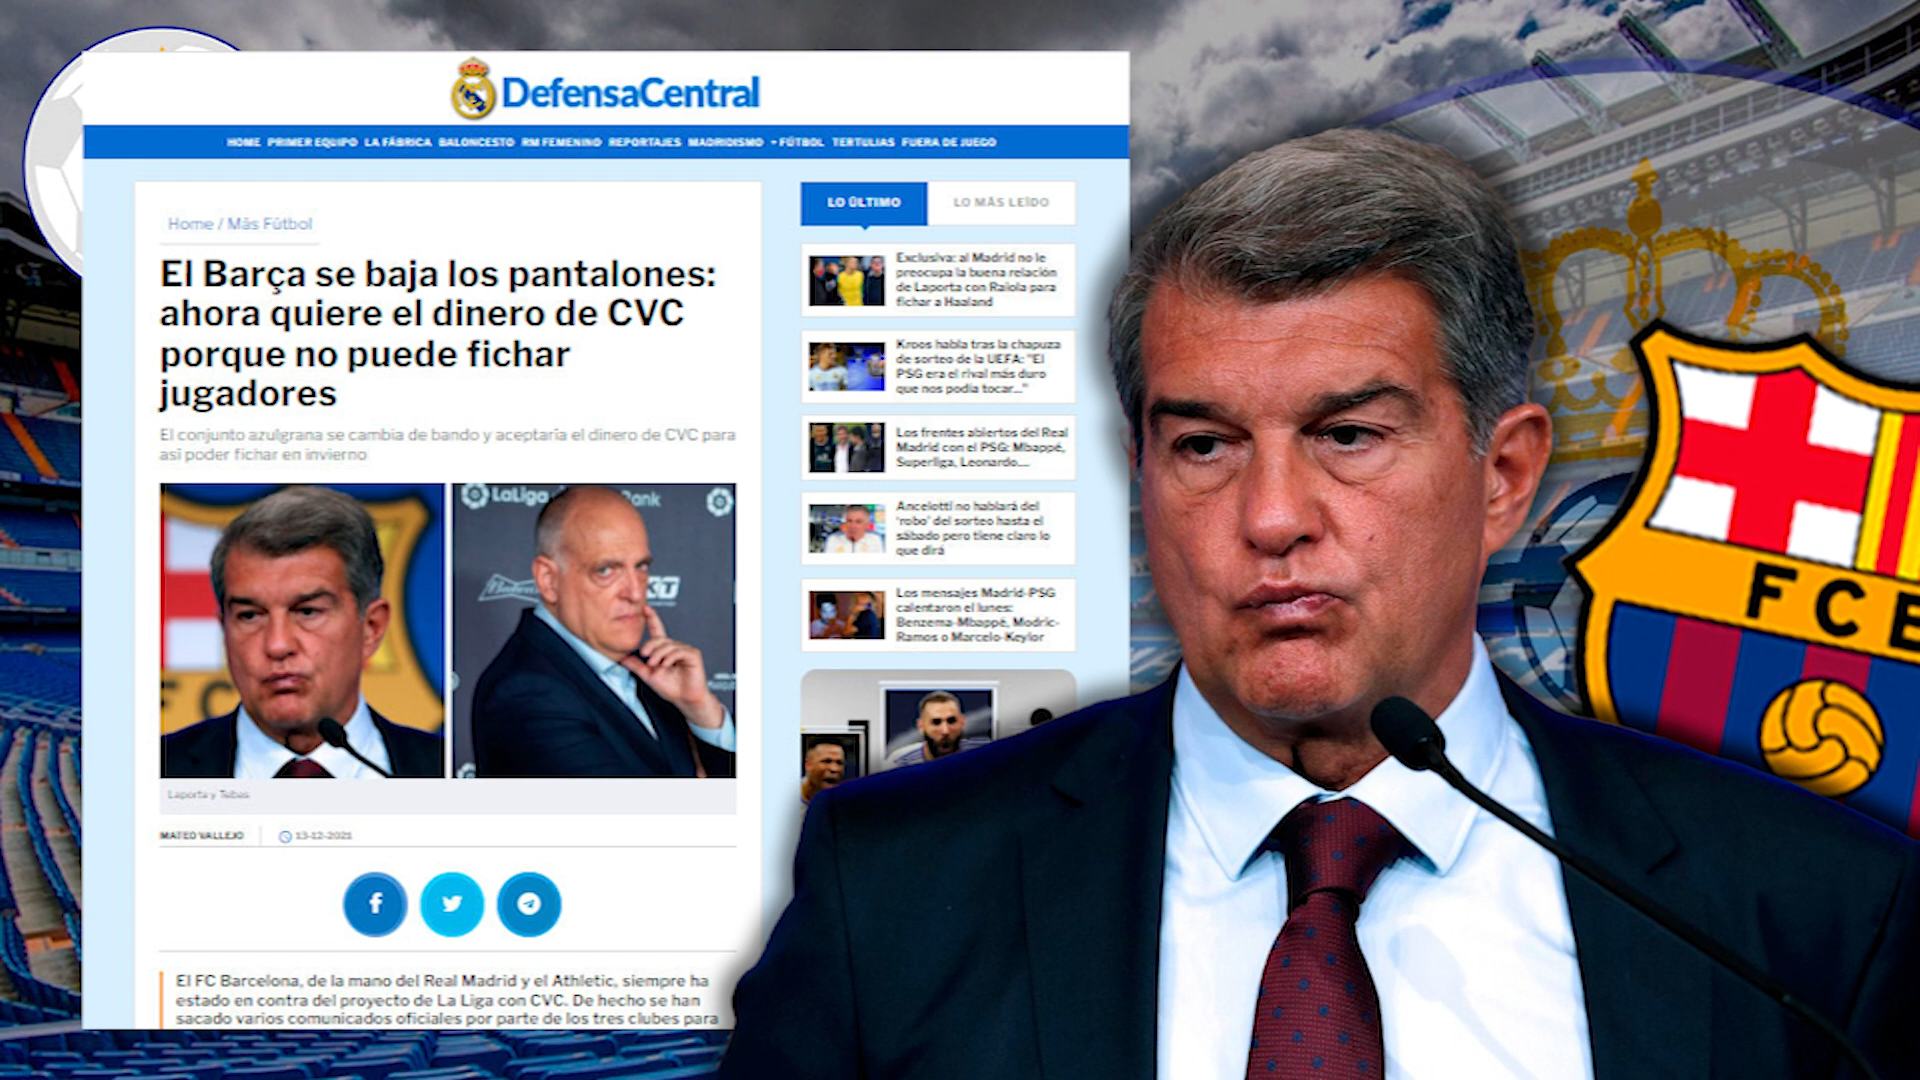 DefensaCentral
HOME PRIMER EQUIPO LA FÁBRICA BALONCESTO RM FEMENINO REPORTAJES MADRIDISMO FÚTBOL TERTULIAS FUERA DE JUEGO
Home / Más Fútbol
El Barça se baja los pantalones:
ahora quiere el dinero de CVC
porque no puede fichar
jugadores
El conjunto azulgrana se cambia de bando y aceptaría el dinero de CVC para
así poder fichar en invierno
LaLiga
Laporta y Tebas
MATEO VALLEJO 13-12-2021
El FC Barcelona, de la mano del Real Madrid y el Athletic, siempre ha
estado en contra del proyecto de La Liga con CVC. De hecho se han
sacado varios comunicados oficiales por parte de los tres clubes para
LO ÚLTIMO
LO MÁS LEÍDO
Exclusiva: al Madrid no le
preocupa la buena relación
de Laporta con Raiola para
fichar a Haaland
Kroos habla tras la chapuza
de sorteo de la UEFA: "El
PSG era el rival más duro
que nos podía tocar..."
Los frentes abiertos del Real
Madrid con el PSG: Mbappé,
Superliga, Leonardo....
Ancelotti no hablará del
'robo' del sorteo hasta el
sábado pero tiene claro lo
que dirá
Los mensajes Madrid-PSG
calentaron el lunes:
Benzema-Mbappé, Modric-
Ramos o Marcelo-Keylor
FCB